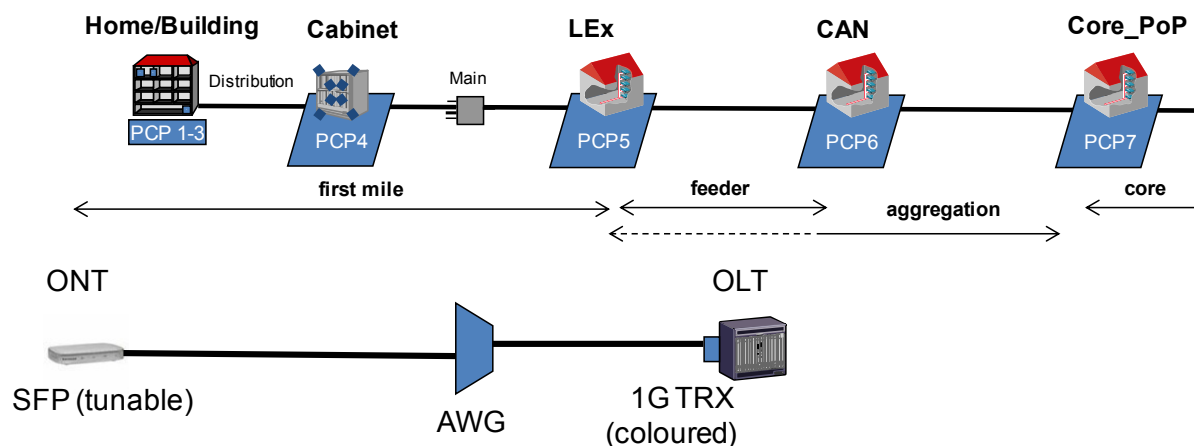 Home/Building
Cabinet
LEx
CAN
Core_PoP
Distribution
Main
PCP 1-3
PCP4
PCP5
PCP6
PCP7
first mile
feeder
aggregation
core
ONT
OLT
SFP (tunable)
AWG
1G TRX
(coloured)